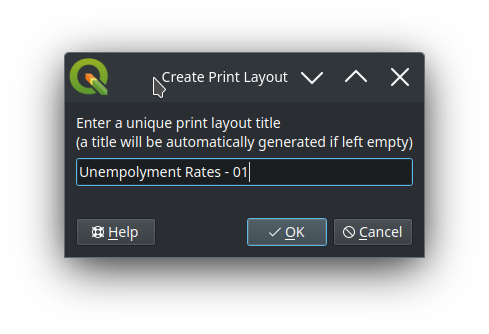 Create Print Layout
Enter a unique print layout title
(a title will be automatically generated if left empty)
Unempolyment Rates - 01
Help
OK
Cancel